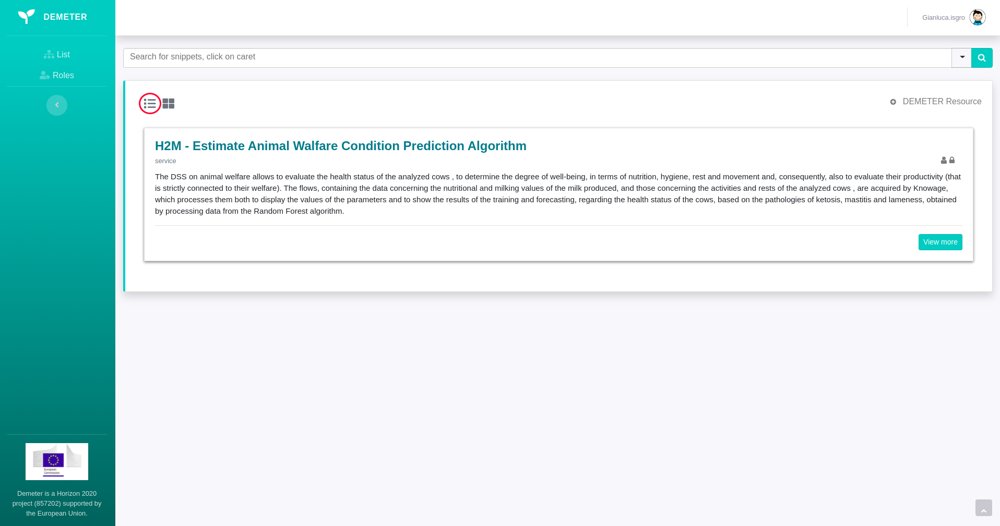 DEMETER
Gianluca.isgro
List
Roles
Search for snippets, click on caret
DEMETER Resource
H2M - Estimate Animal Welfare Condition Prediction Algorithm
service
The DSS on animal welfare allows to evaluate the health status of the analyzed cows , to determine the degree of well-being, in terms of nutrition, hygiene, rest and movement and, consequently, also to evaluate their productivity (that
is strictly connected to their welfare). The flows, containing the data concerning the nutritional and milking values of the milk produced, and those concerning the activities and rests of the analyzed cows , are acquired by Knowage,
which processes them both to display the values of the parameters and to show the results of the training and forecasting, regarding the health status of the cows, based on the pathologies of ketosis, mastitis and lameness, obtained
by processing data from the Random Forest algorithm.
View more
European
Commission
Demeter is a Horizon 2020
project (857202) supported by
the European Union.